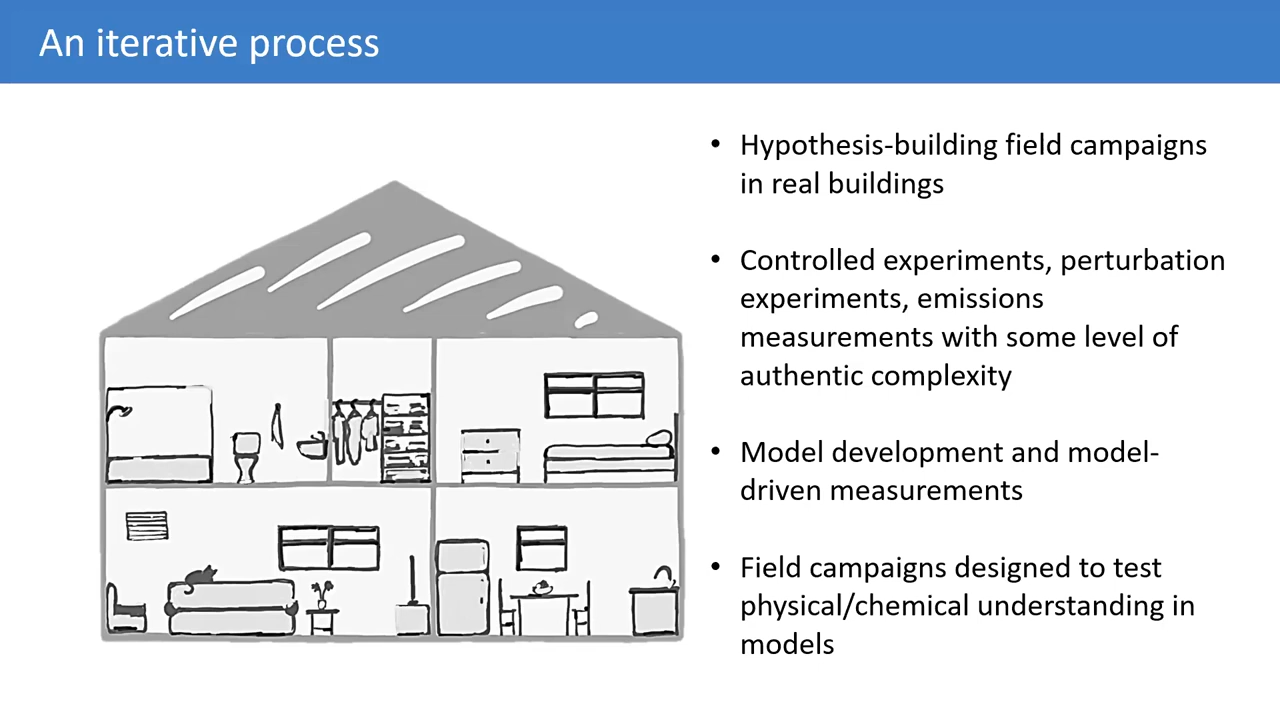 An iterative process
• Hypothesis-building field campaigns
in real buildings
• Controlled experiments, perturbation
experiments, emissions
measurements with some level of
authentic complexity
• Model development and model-
driven measurements
• Field campaigns designed to test
physical/chemical understanding in
models